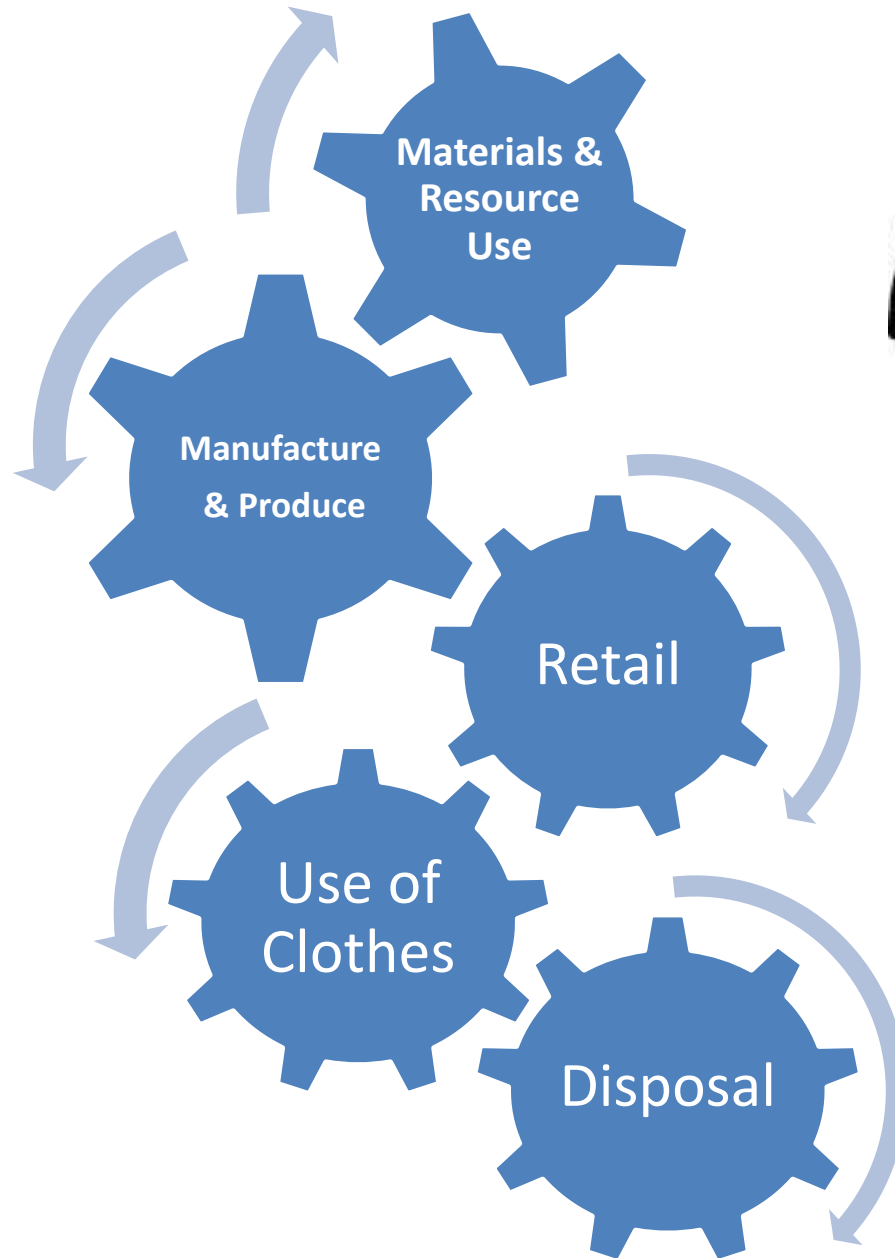 Materials &
Resource
Use
Manufacture
& Produce
Retail
Use of
Clothes
Disposal